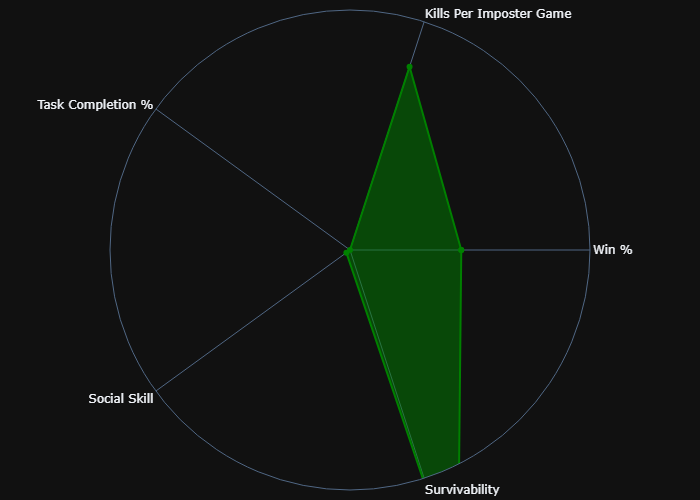 Kills Per Imposter Game
Task Completion %
Win %
Social Skill
Survivability